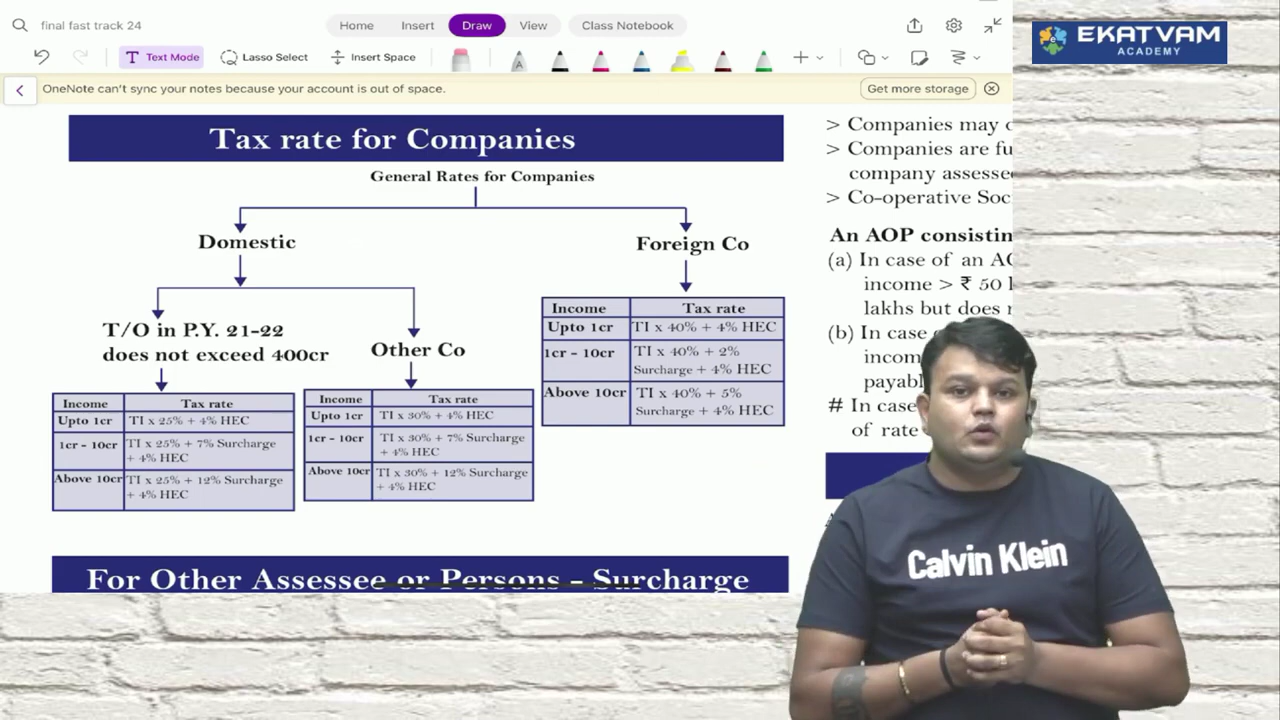 final fast track 24
Home Insert Draw View Class Notebook
Text Mode Lasso Select Insert Space
OneNote can't sync your notes because your account is out of space.
Get more storage
EKATVAM
ACADEMY
Tax rate for Companies
General Rates for Companies
Domestic
Foreign Co
T/O in P.Y. 21-22
does not exceed 400cr
Other Co
Income Tax rate
Upto 1cr TI x 25% + 4% HEC
1cr - 10cr TI x 25% + 7% Surcharge
+ 4% HEC
Above 10cr TI x 25% + 12% Surcharge
+ 4% HEC
Income Tax rate
Upto 1cr TI x 30% + 4% HEC
1cr - 10cr TI x 30% + 7% Surcharge
+ 4% HEC
Above 10cr TI x 30% + 12% Surcharge
+ 4% HEC
Income Tax rate
Upto 1cr TI x 40% + 4% HEC
1cr - 10cr TI x 40% + 2%
Surcharge + 4% HEC
Above 10cr TI x 40% + 5%
Surcharge + 4% HEC
For Other Assessee or Persons - Surcharge
> Companies may
> Companies are
company
> Co-operative
An AOP
(a) In case of an
income > ₹ 50
lakhs but does
(b) In case
# In case
of rate
Calvin Klein